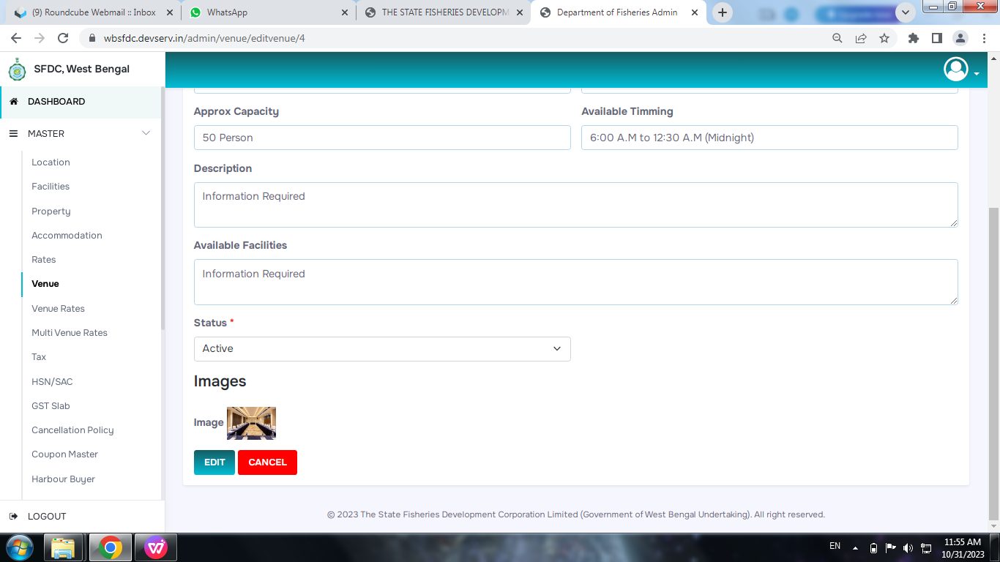 (9) Roundcube Webmail :: Inbox
WhatsApp
THE STATE FISHERIES DEVELOPM
Department of Fisheries Admin
wbsfdc.devserv.in/admin/venue/editvenue/4
SFDC, West Bengal
DASHBOARD
MASTER
Location
Facilities
Property
Accommodation
Rates
Venue
Venue Rates
Multi Venue Rates
Tax
HSN/SAC
GST Slab
Cancellation Policy
Coupon Master
Harbour Buyer
LOGOUT
Approx Capacity
50 Person
Available Timming
6:00 A.M to 12:30 A.M (Midnight)
Description
Information Required
Available Facilities
Information Required
Status *
Active
Images
Image
EDIT
CANCEL
© 2023 The State Fisheries Development Corporation Limited (Government of West Bengal Undertaking). All right reserved.
EN
11:55 AM
10/31/2023